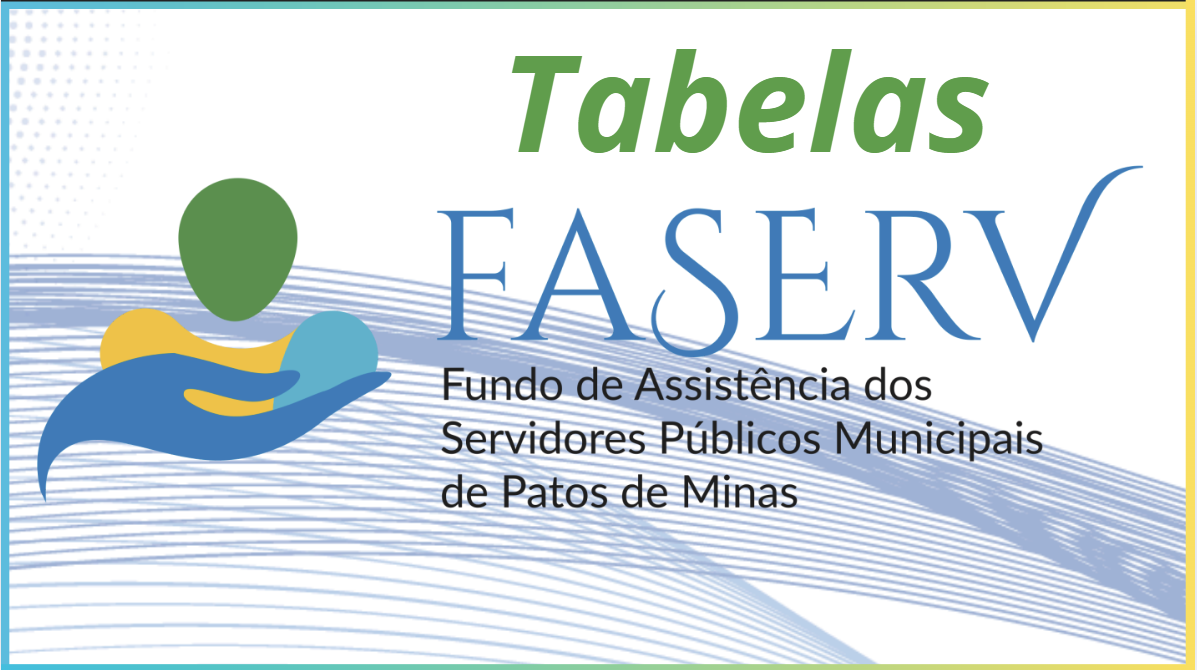 Tabelas
FASERV
Fundo de Assistência dos
Servidores Públicos Municipais
de Patos de Minas